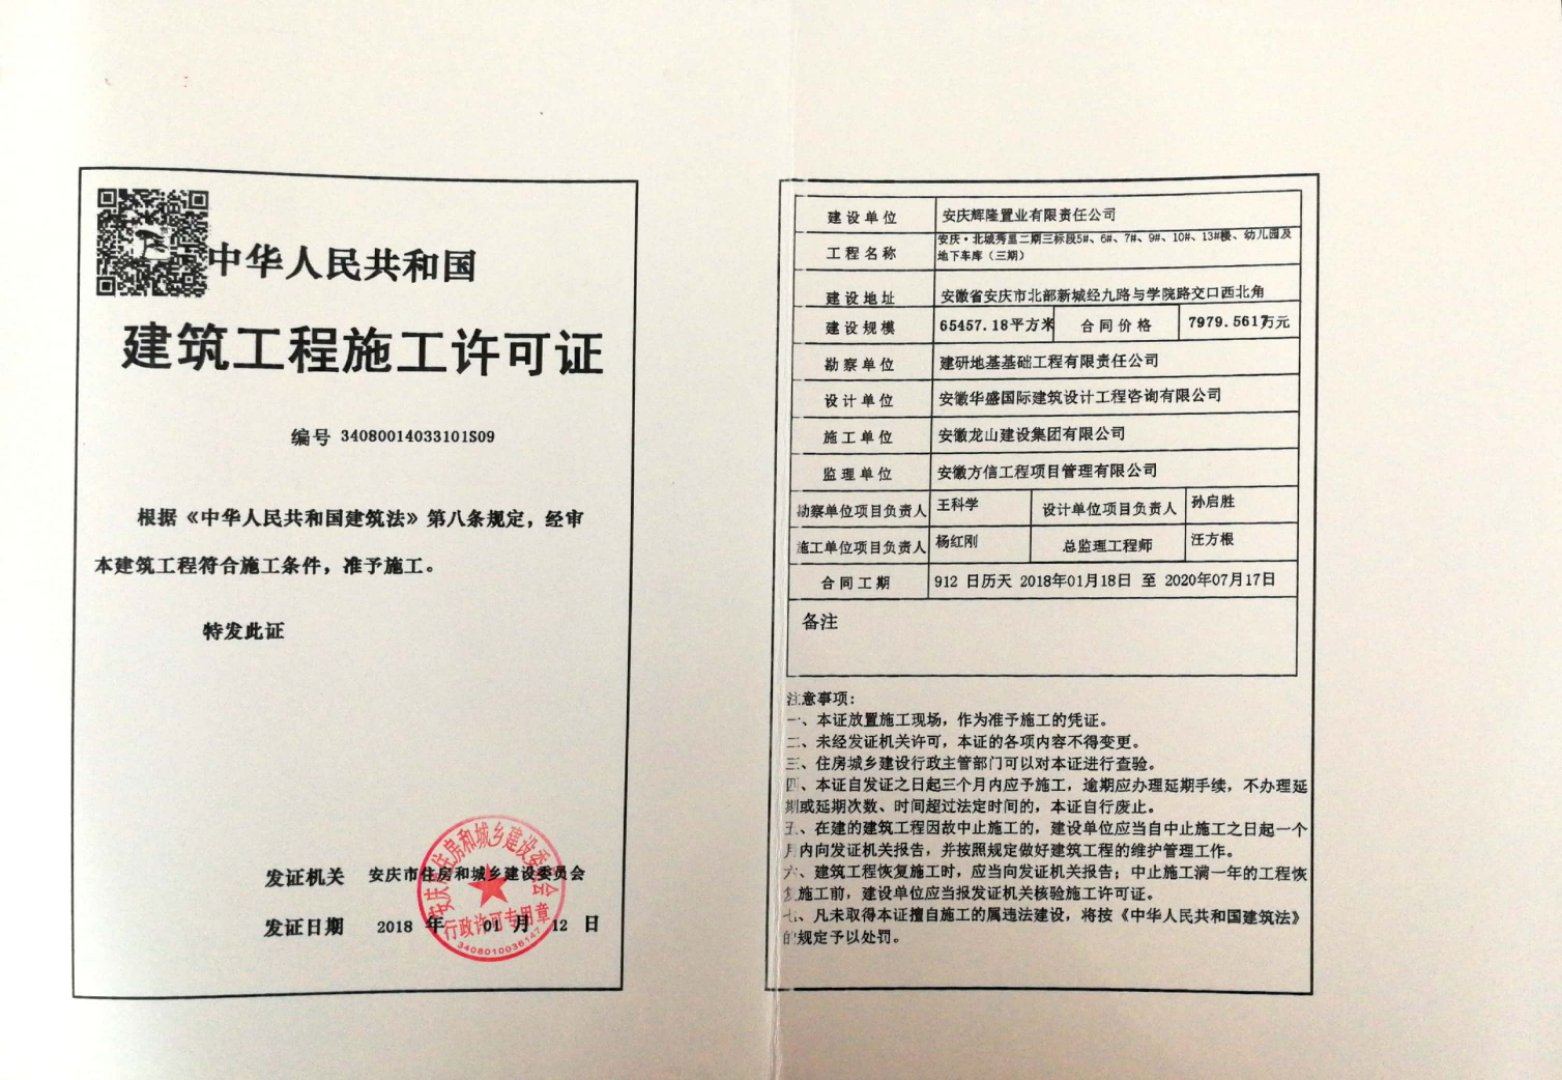 中华人民共和国
建筑工程施工许可证
编号 34080014033101S09
根据《中华人民共和国建筑法》第八条规定，经审
本建筑工程符合施工条件，准予施工。
特发此证
发证机关 安庆市住房和城乡建设委员会
发证日期 2018 年 01 月 12 日
安庆市住房和城乡建设委员会
行政许可专用章
建设单位 安庆辉隆置业有限责任公司
工程名称 安庆·北城秀里二期三标段5#、6#、7#、9#、10#、13#楼、幼儿园及
地下车库（三期）
建设地址 安徽省安庆市北部新城经九路与学院路交口西北角
建设规模 65457.18平方米 合同价格 7979.561万元
勘察单位 建研地基基础工程有限责任公司
设计单位 安徽华盛国际建筑设计工程咨询有限公司
施工单位 安徽龙山建设集团有限公司
监理单位 安徽方信工程项目管理有限公司
勘察单位项目负责人 王科学 设计单位项目负责人 孙启胜
施工单位项目负责人 杨红刚 总监理工程师 汪方根
合同工期 912 日历天 2018年01月18日 至 2020年07月17日
备注
注意事项：
一、本证放置施工现场，作为准予施工的凭证。
二、未经发证机关许可，本证的各项内容不得变更。
三、住房城乡建设行政主管部门可以对本证进行查验。
四、本证自发证之日起三个月内应予施工，逾期应办理延期手续，不办理延
期或延期次数、时间超过法定时间的，本证自行废止。
五、在建的建筑工程因故中止施工的，建设单位应当自中止施工之日起一个
月内向发证机关报告，并按照规定做好建筑工程的维护管理工作。
六、建筑工程恢复施工时，应当向发证机关报告；中止施工满一年的工程恢
复施工前，建设单位应当报发证机关核验施工许可证。
七、凡未取得本证擅自施工的属违法建设，将按《中华人民共和国建筑法》
的规定予以处罚。